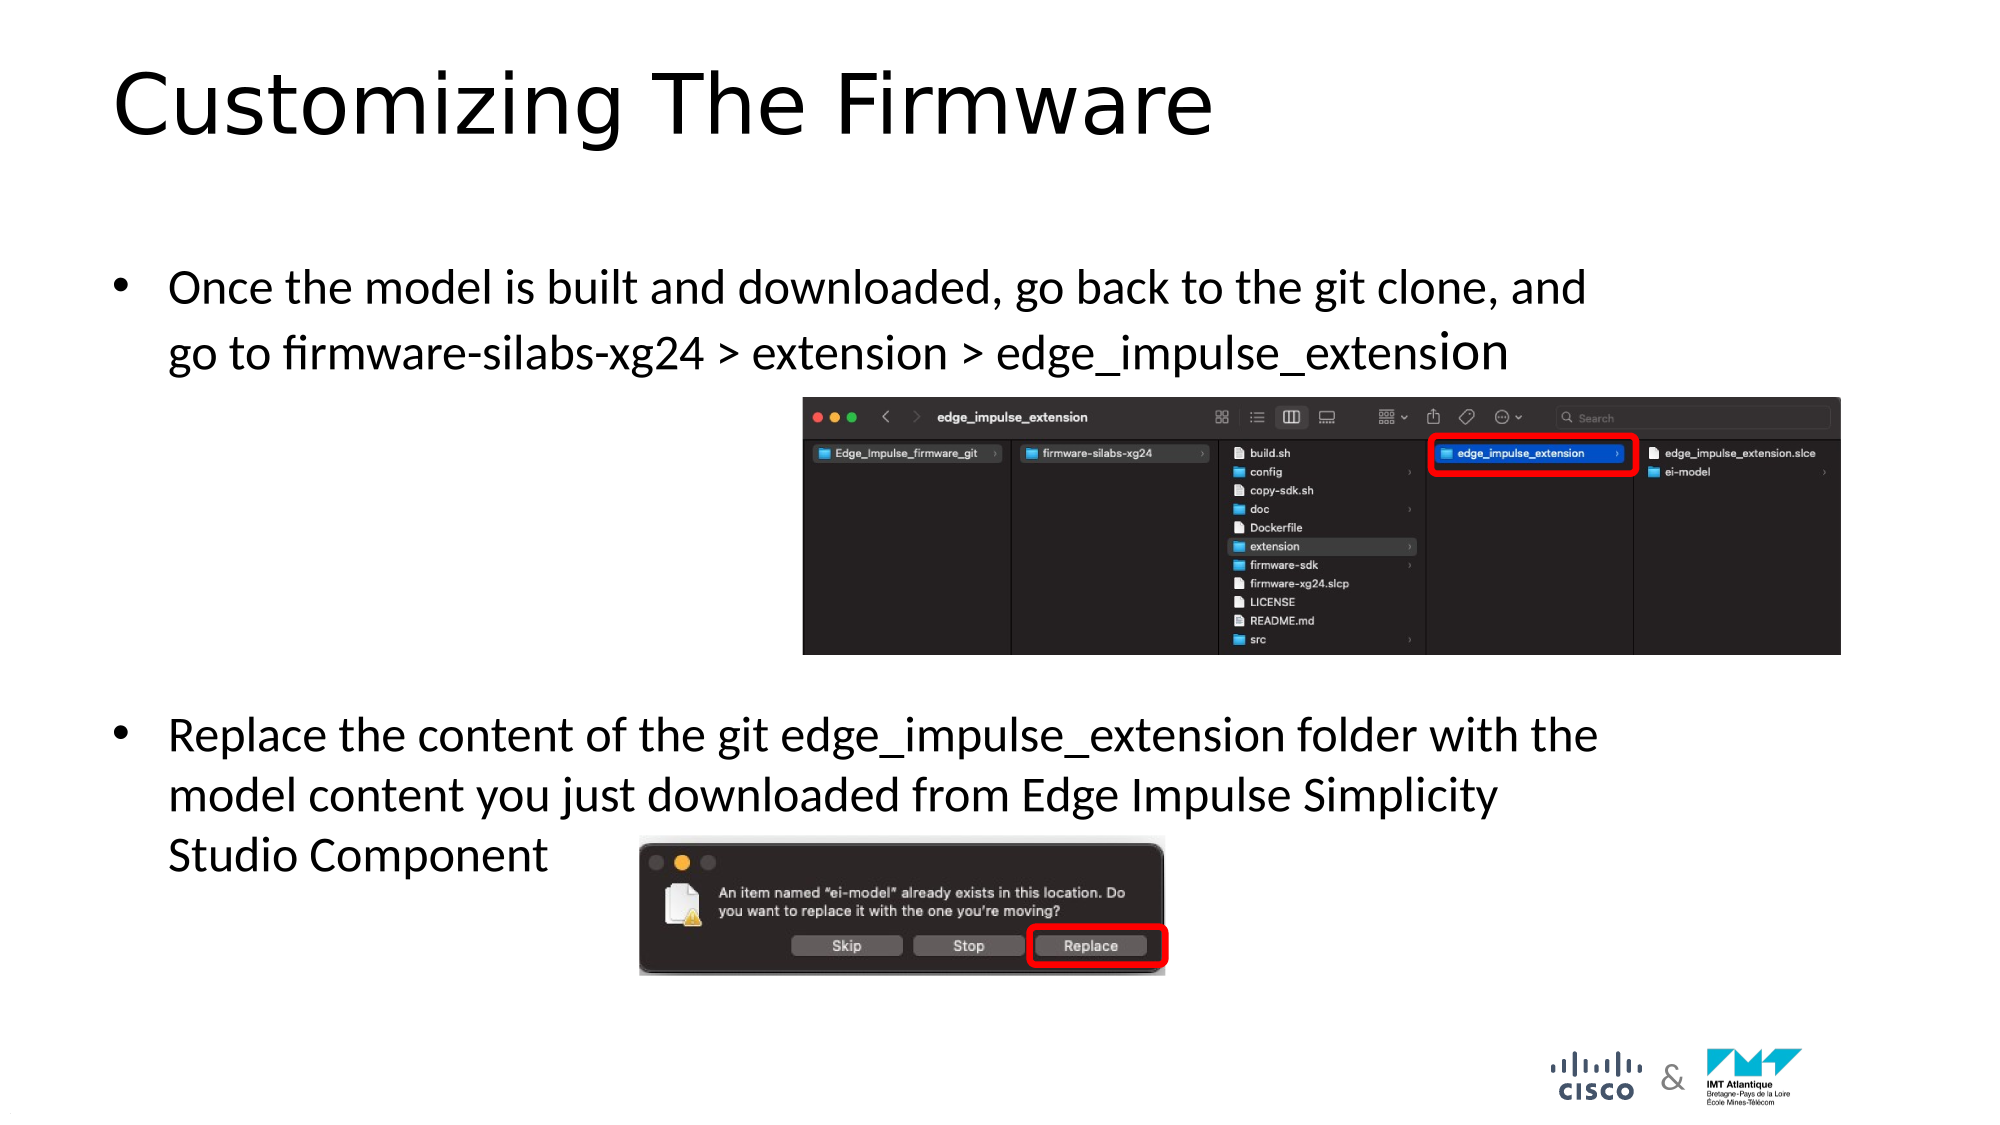 Customizing The Firmware
• Once the model is built and downloaded, go back to the git clone, and
go to firmware-silabs-xg24 > extension > edge_impulse_extension
edge_impulse_extension
Search
Edge_Impulse_firmware_git
firmware-silabs-xg24
build.sh
config
copy-sdk.sh
doc
Dockerfile
extension
firmware-sdk
firmware-xg24.slcp
LICENSE
README.md
src
edge_impulse_extension
edge_impulse_extension.slce
ei-model
• Replace the content of the git edge_impulse_extension folder with the
model content you just downloaded from Edge Impulse Simplicity
Studio Component
An item named “ei-model” already exists in this location. Do
you want to replace it with the one you’re moving?
Skip Stop Replace
CISCO & IMT Atlantique
Bretagne-Pays de la Loire
École Mines-Télécom